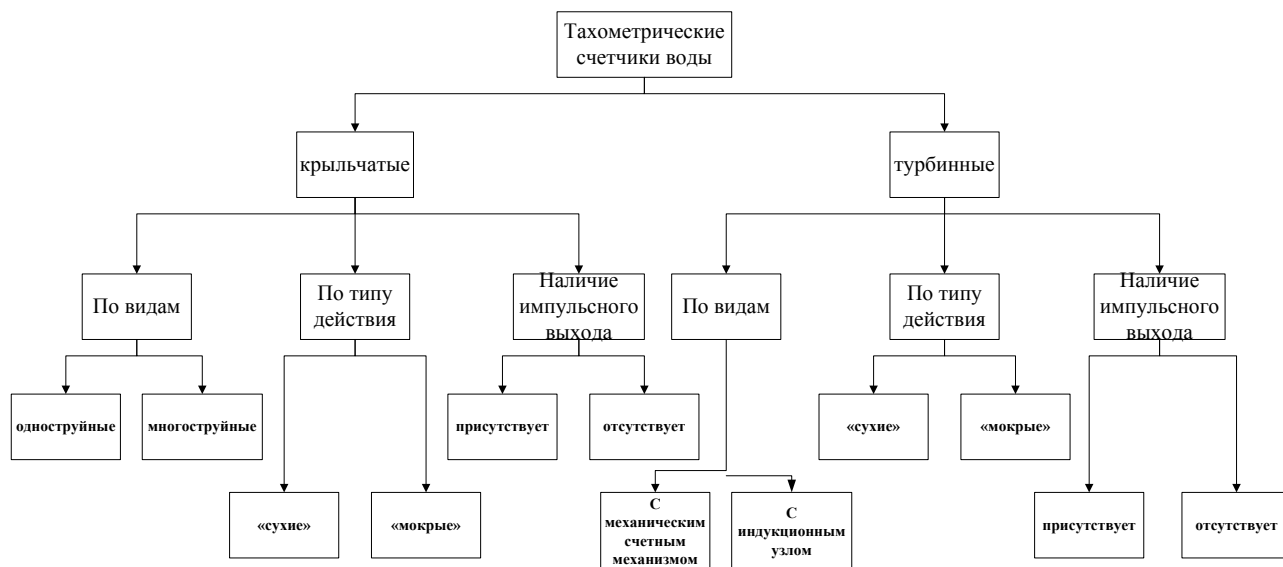 Тахометрические
счетчики воды
крыльчатые
турбинные
По видам
По типу
действия
Наличие
импульсного
выхода
По видам
По типу
действия
Наличие
импульсного
выхода
одноструйные
многоструйные
присутствует
отсутствует
«сухие»
«мокрые»
«сухие»
«мокрые»
С
механическим
счетным
механизмом
С
индукционным
узлом
присутствует
отсутствует